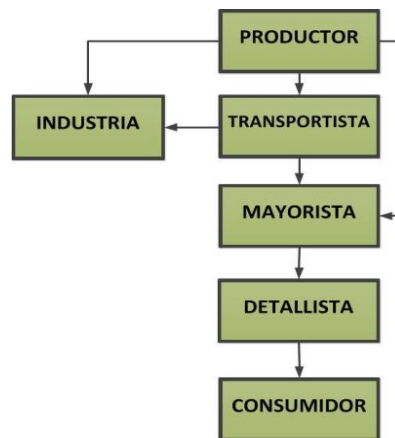 PRODUCTOR
INDUSTRIA
TRANSPORTISTA
MAYORISTA
DETALLISTA
CONSUMIDOR